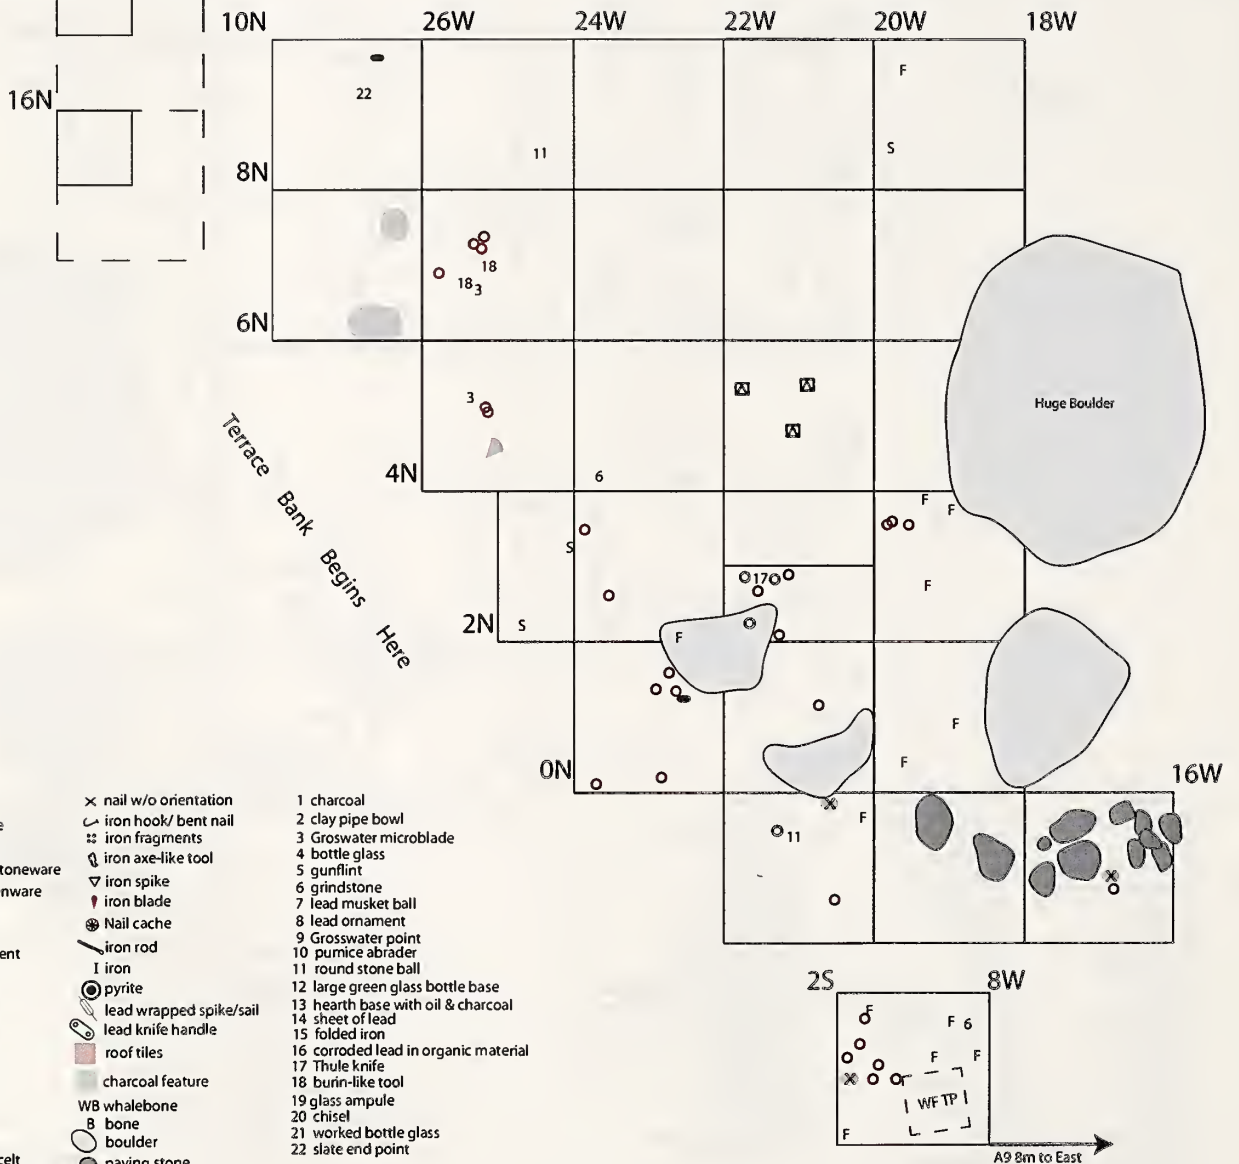 10N 26W 24W 22W 20W 18W
F
22
16N
S
11
8N
18
18 3
6N
Huge Boulder
3
Terrace Bank Begins Here
6
4N
F
F
S
17
F
2N
S
F
F
0N
F
16W
F
11
× nail w/o orientation
iron hook/ bent nail
iron fragments
iron axe-like tool
iron spike
iron blade
Nail cache
iron rod
I iron
pyrite
lead wrapped spike/sail
lead knife handle
roof tiles
charcoal feature
WB whalebone
B bone
boulder
paving stone
e
toneware
nware
ent
celt
1 charcoal
2 clay pipe bowl
3 Groswater microblade
4 bottle glass
5 gunflint
6 grindstone
7 lead musket ball
8 lead ornament
9 Grosswater point
10 pumice abrader
11 round stone ball
12 large green glass bottle base
13 hearth base with oil & charcoal
14 sheet of lead
15 folded iron
16 corroded lead in organic material
17 Thule knife
18 burin-like tool
19 glass ampule
20 chisel
21 worked bottle glass
22 slate end point
2S 8W
F
F 6
F F
WF TP
F
A9 8m to East